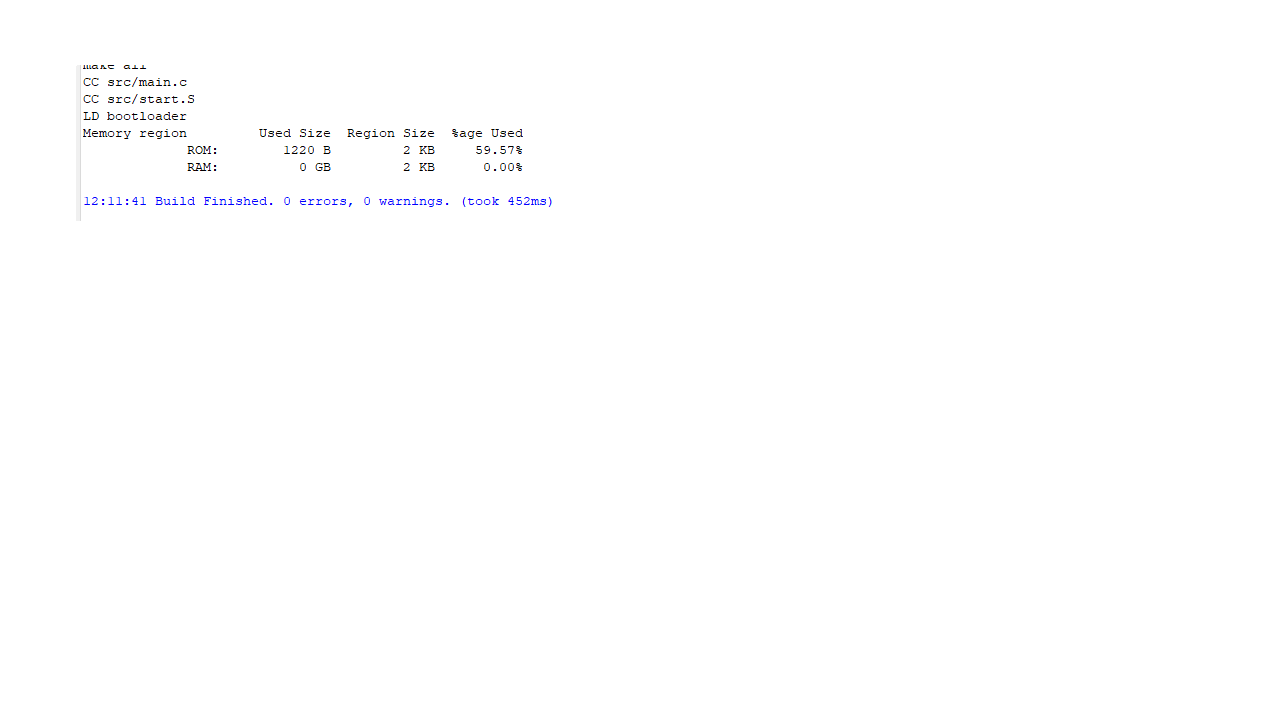 make all
CC src/main.c
CC src/start.S
LD bootloader
Memory region         Used Size  Region Size  %age Used
             ROM:        1220 B         2 KB     59.57%
             RAM:          0 GB         2 KB      0.00%
12:11:41 Build Finished. 0 errors, 0 warnings. (took 452ms)